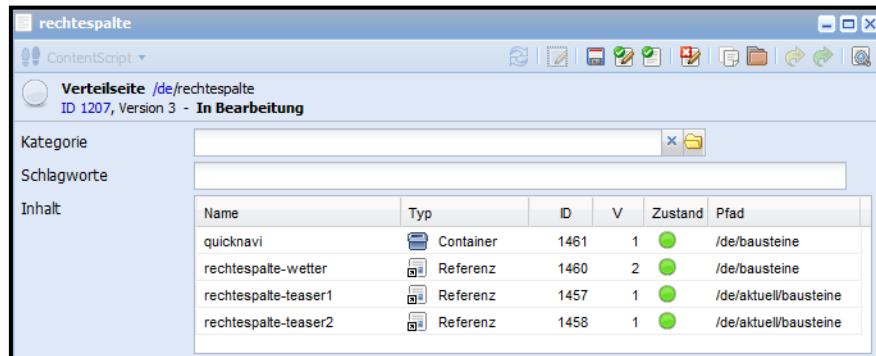 rechtespalte
ContentScript
Verteilseite /de/rechtespalte
ID 1207, Version 3 - In Bearbeitung
Kategorie
Schlagworte
Inhalt
Name Typ ID V Zustand Pfad
quicknavi Container 1461 1 /de/bausteine
rechtespalte-wetter Referenz 1460 2 /de/bausteine
rechtespalte-teaser1 Referenz 1457 1 /de/aktuell/bausteine
rechtespalte-teaser2 Referenz 1458 1 /de/aktuell/bausteine